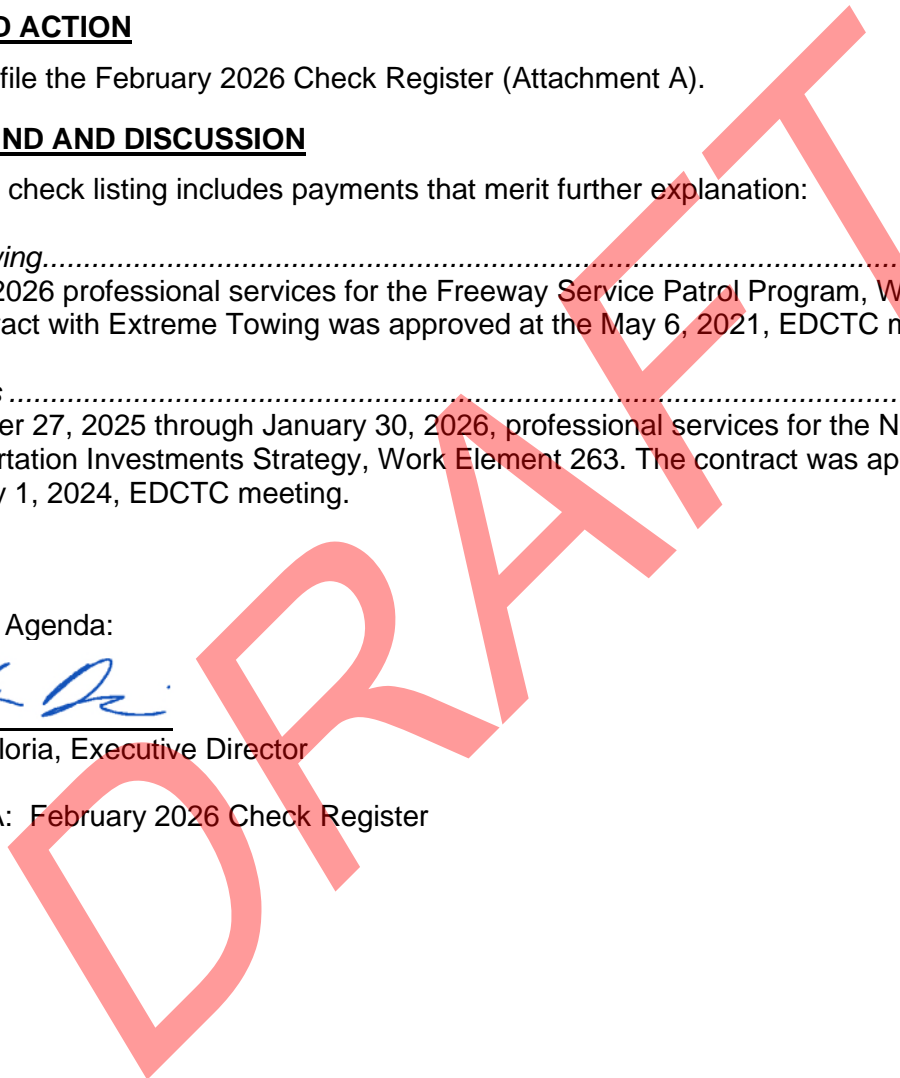 D ACTION
file the February 2026 Check Register (Attachment A).
ND AND DISCUSSION
check listing includes payments that merit further explanation:
ving................................................................................................................................
2026 professional services for the Freeway Service Patrol Program, W
ract with Extreme Towing was approved at the May 6, 2021, EDCTC m
s ....................................................................................................................................
er 27, 2025 through January 30, 2026, professional services for the N
rtation Investments Strategy, Work Element 263. The contract was ap
y 1, 2024, EDCTC meeting.
Agenda:
loria, Executive Director
A: February 2026 Check Register
DRAFT